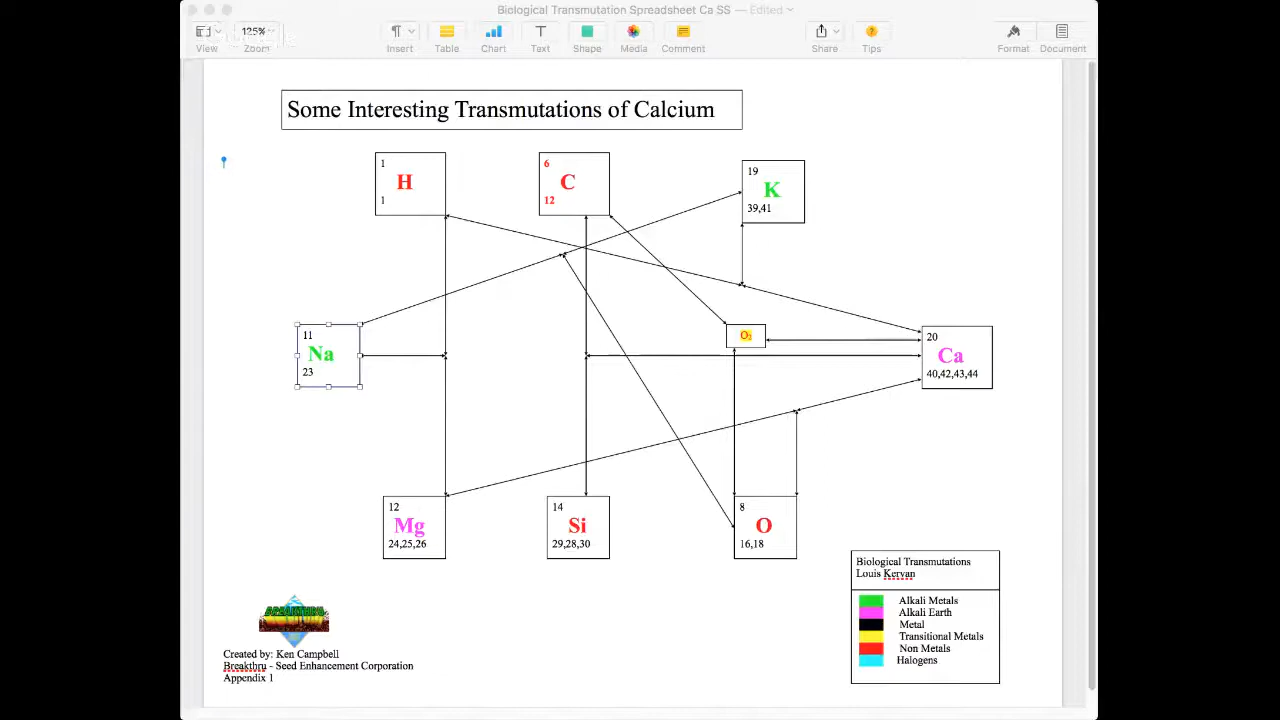 Biological Transmutation Spreadsheet Ca SS — Edited
125%
View Zoom Insert Table Chart Text Shape Media Comment Share Tips Format Document
Some Interesting Transmutations of Calcium
1
H
1
6
C
12
19
K
39,41
11
Na
23
O2
20
Ca
40,42,43,44
12
Mg
24,25,26
14
Si
29,28,30
8
O
16,18
Biological Transmutations
Louis Kervan
Alkali Metals
Alkali Earth
Metal
Transitional Metals
Non Metals
Halogens
Created by: Ken Campbell
Breakthru - Seed Enhancement Corporation
Appendix 1